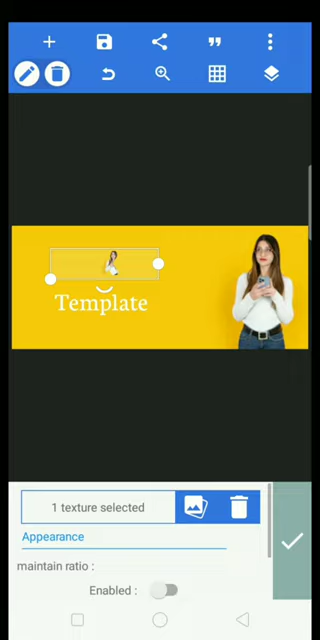 Template
1 texture selected
Appearance
maintain ratio :
Enabled :